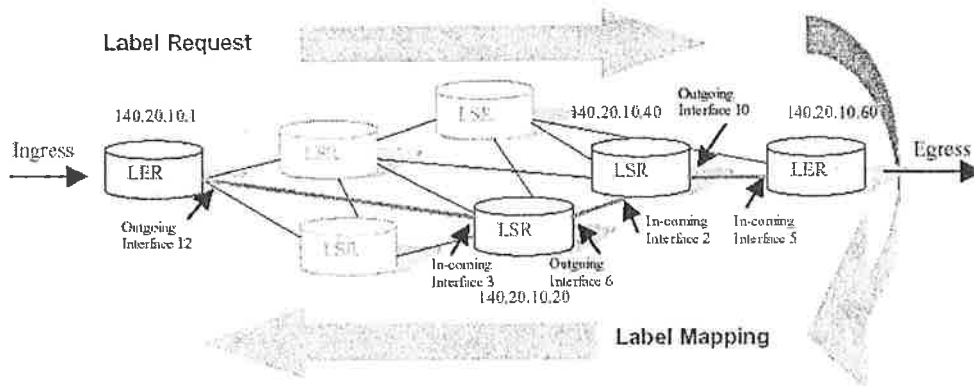 Label Request
140.20.10.1
LSR
140.20.10.40
Outgoing
Interface 10
140.20.10.60
Ingress
LER
LSR
LSR
LER
Egress
Outgoing
Interface 12
LSR
LSR
In-coming
Interface 3
Outgoing
Interface 6
In-coming
Interface 2
In-coming
Interface 5
140.20.10.20
Label Mapping